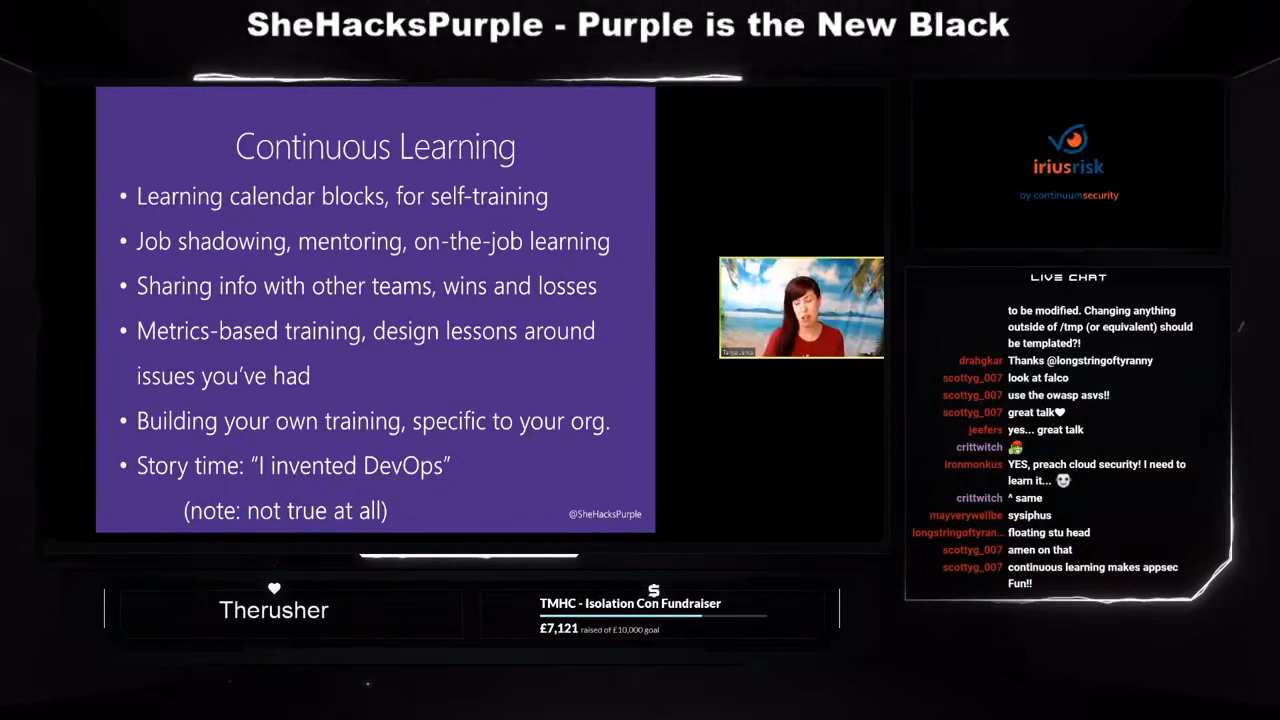 SheHacksPurple - Purple is the New Black
Continuous Learning
• Learning calendar blocks, for self-training
• Job shadowing, mentoring, on-the-job learning
• Sharing info with other teams, wins and losses
• Metrics-based training, design lessons around
issues you've had
• Building your own training, specific to your org.
• Story time: "I invented DevOps"
(note: not true at all)
@SheHacksPurple
Tanya Janca
iriusrisk
by continuumsecurity
LIVE CHAT
to be modified. Changing anything
outside of /tmp (or equivalent) should
be templated?!
drahgkar Thanks @longstringoftyranny
scottyg_007 look at falco
scottyg_007 use the owasp asvs!!
scottyg_007 great talk❤
jeefers yes... great talk
crittwitch
ironmonkus YES, preach cloud security! I need to
learn it...
crittwitch ^ same
mayverywellbe sysiphus
longstringoftyran... floating stu head
scottyg_007 amen on that
scottyg_007 continuous learning makes appsec
Fun!!
Therusher
$
TMHC - Isolation Con Fundraiser
£7,121 raised of £10,000 goal